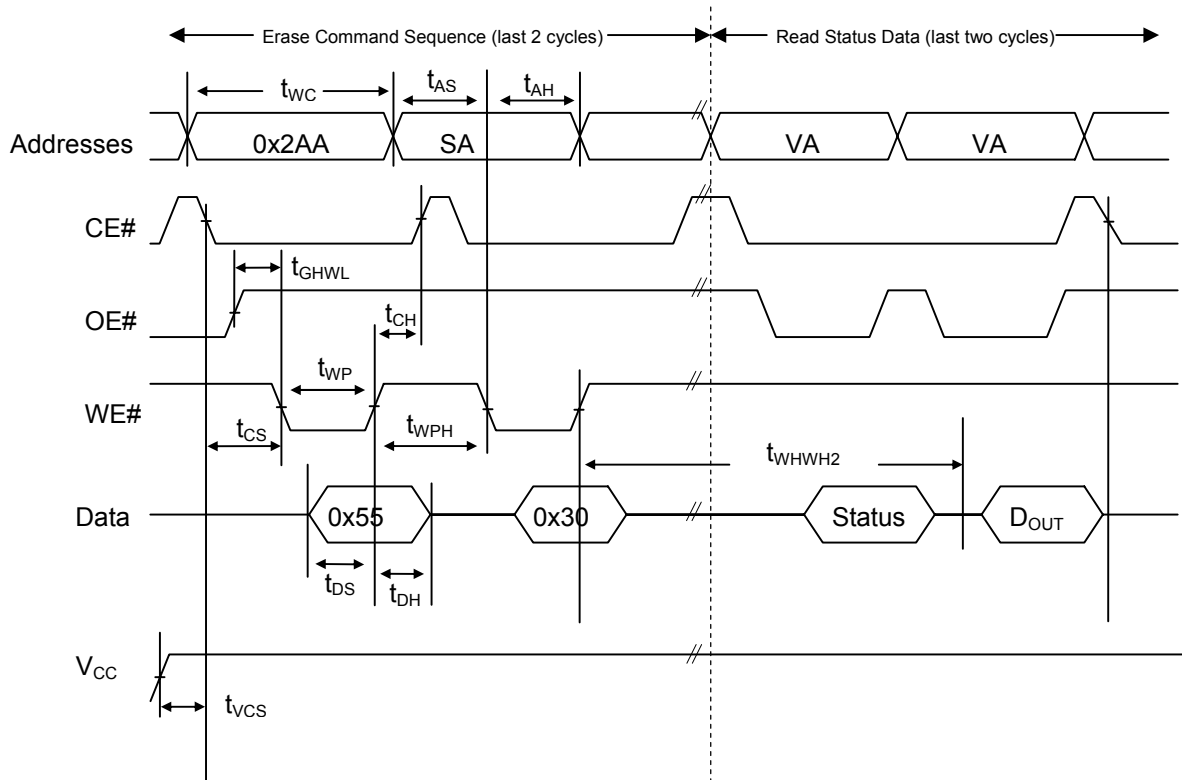 Erase Command Sequence (last 2 cycles) Read Status Data (last two cycles)
tWC tAS tAH
Addresses 0x2AA SA VA VA
CE#
tGHWL
OE#
tCH
tWP
WE#
tCS tWPH
tWHWH2
Data 0x55 0x30 Status DOUT
tDS tDH
VCC
tVCS